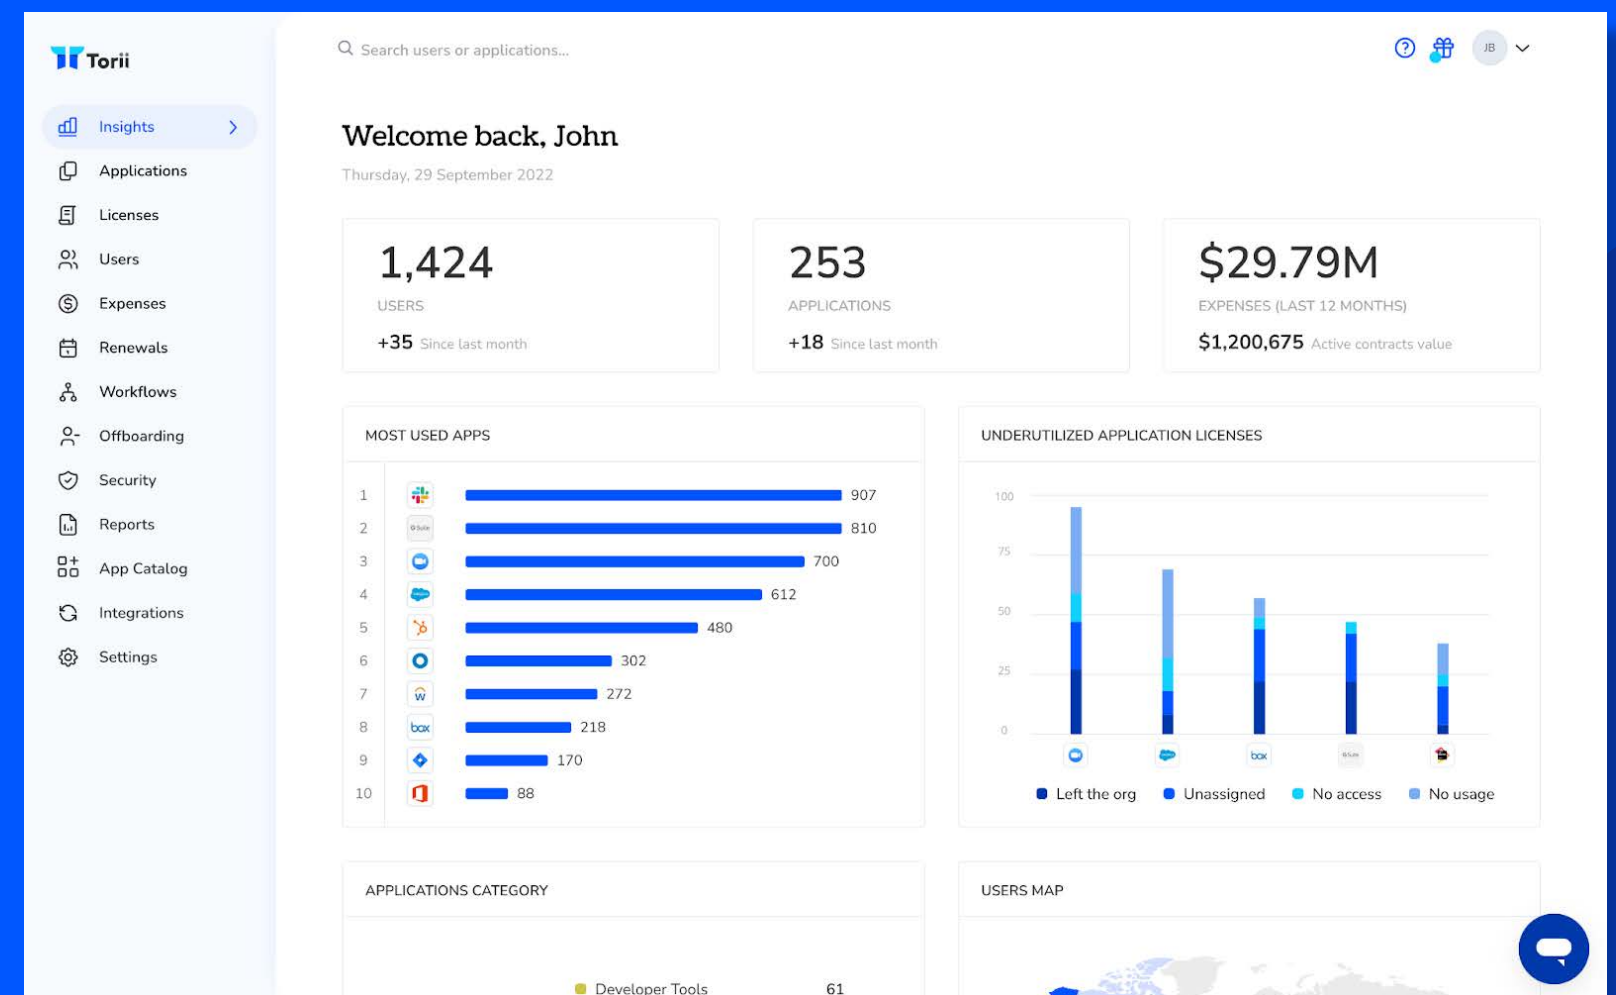 Torii
Search users or applications...
JB
Insights
Applications
Licenses
Users
Expenses
Renewals
Workflows
Offboarding
Security
Reports
App Catalog
Integrations
Settings
Welcome back, John
Thursday, 29 September 2022
1,424
USERS
+35 Since last month
253
APPLICATIONS
+18 Since last month
$29.79M
EXPENSES (LAST 12 MONTHS)
$1,200,675 Active contracts value
MOST USED APPS
1 907
2 G Suite 810
3 700
4 612
5 480
6 302
7 w 272
8 box 218
9 170
10 88
UNDERUTILIZED APPLICATION LICENSES
100
75
50
25
0
box G Suite
Left the org Unassigned No access No usage
APPLICATIONS CATEGORY
Developer Tools 61
USERS MAP